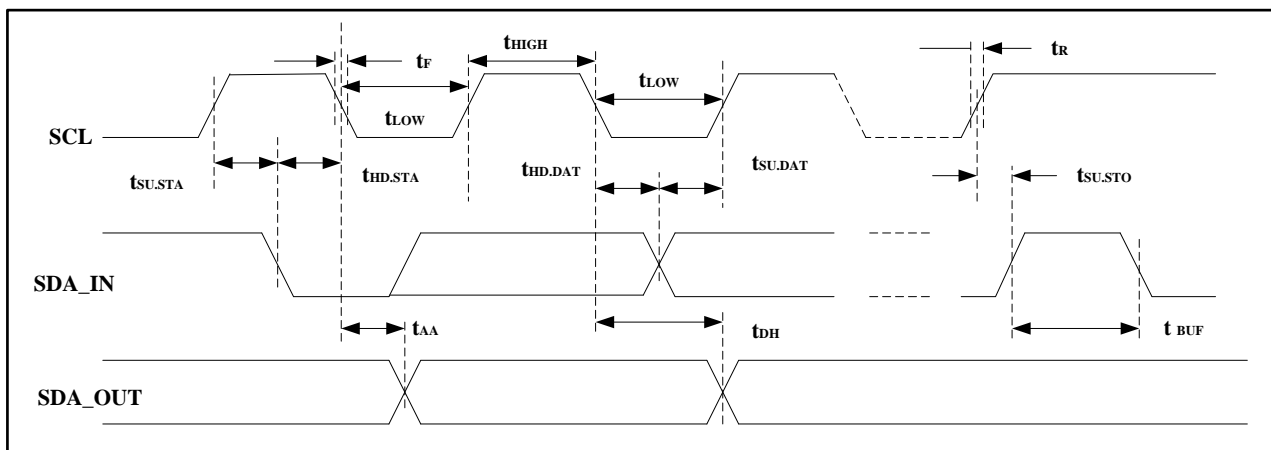 tHIGH
tR
tF
tLOW
tLOW
SCL
tSU.STA
tHD.STA
tHD.DAT
tSU.DAT
tSU.STO
SDA_IN
tAA
tDH
t BUF
SDA_OUT